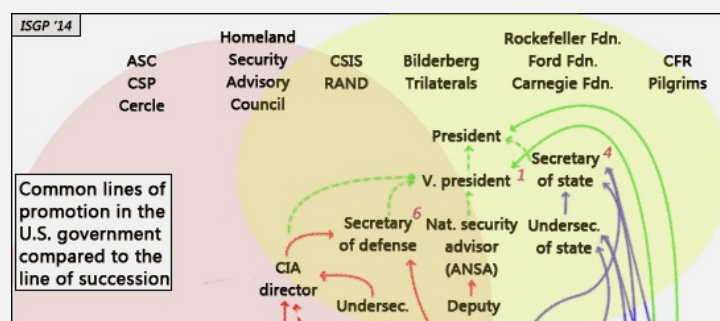 ISGP '14
ASC
CSP
Cercle
Homeland
Security
Advisory
Council
CSIS
RAND
Bilderberg
Trilaterals
Rockefeller Fdn.
Ford Fdn.
Carnegie Fdn.
CFR
Pilgrims
President
V. president 1
Secretary 4
of state
Common lines of
promotion in the
U.S. government
compared to the
line of succession
Secretary 6
of defense
Nat. security
advisor
(ANSA)
Undersec.
of state
CIA
director
Undersec.
Deputy